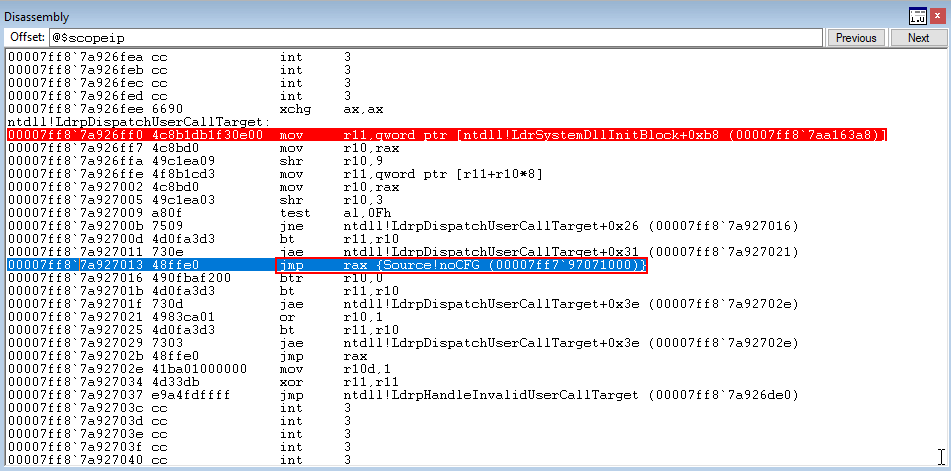 Disassembly
Offset: @$scopeip Previous Next
00007ff8`7a926fea cc int 3
00007ff8`7a926feb cc int 3
00007ff8`7a926fec cc int 3
00007ff8`7a926fed cc int 3
00007ff8`7a926fee 6690 xchg ax,ax
ntdll!LdrpDispatchUserCallTarget:
00007ff8`7a926ff0 4c8b1db1f30e00 mov r11,qword ptr [ntdll!LdrSystemDllInitBlock+0xb8 (00007ff8`7aa163a8)]
00007ff8`7a926ff7 4c8bd0 mov r10,rax
00007ff8`7a926ffa 49c1ea09 shr r10,9
00007ff8`7a926ffe 4f8b1cd3 mov r11,qword ptr [r11+r10*8]
00007ff8`7a927002 4c8bd0 mov r10,rax
00007ff8`7a927005 49c1ea03 shr r10,3
00007ff8`7a927009 a80f test al,0Fh
00007ff8`7a92700b 7509 jne ntdll!LdrpDispatchUserCallTarget+0x26 (00007ff8`7a927016)
00007ff8`7a92700d 4d0fa3d3 bt r11,r10
00007ff8`7a927011 730e jae ntdll!LdrpDispatchUserCallTarget+0x31 (00007ff8`7a927021)
00007ff8`7a927013 48ffe0 jmp rax {Source!noCFG (00007ff7`97071000)}
00007ff8`7a927016 490fbaf200 btr r10,0
00007ff8`7a92701b 4d0fa3d3 bt r11,r10
00007ff8`7a92701f 730d jae ntdll!LdrpDispatchUserCallTarget+0x3e (00007ff8`7a92702e)
00007ff8`7a927021 4983ca01 or r10,1
00007ff8`7a927025 4d0fa3d3 bt r11,r10
00007ff8`7a927029 7303 jae ntdll!LdrpDispatchUserCallTarget+0x3e (00007ff8`7a92702e)
00007ff8`7a92702b 48ffe0 jmp rax
00007ff8`7a92702e 41ba01000000 mov r10d,1
00007ff8`7a927034 4d33db xor r11,r11
00007ff8`7a927037 e9a4fdffff jmp ntdll!LdrpHandleInvalidUserCallTarget (00007ff8`7a926de0)
00007ff8`7a92703c cc int 3
00007ff8`7a92703d cc int 3
00007ff8`7a92703e cc int 3
00007ff8`7a92703f cc int 3
00007ff8`7a927040 cc int 3